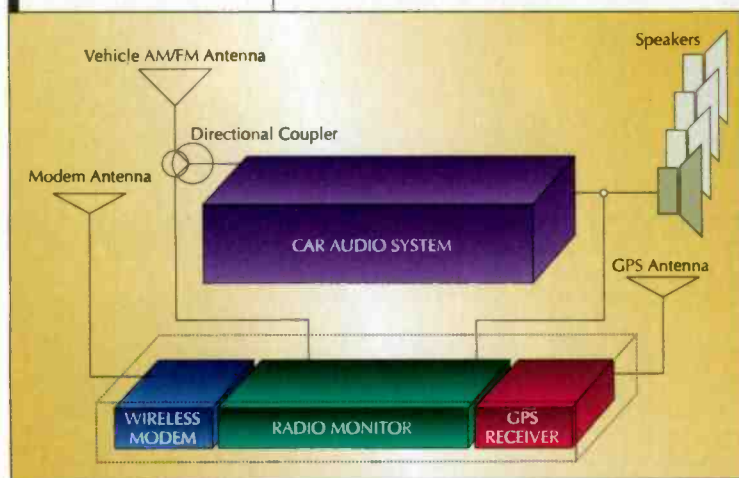 Speakers
Vehicle AM/FM Antenna
Directional Coupler
Modem Antenna
CAR AUDIO SYSTEM
GPS Antenna
WIRELESS
MODEM
RADIO MONITOR
GPS
RECEIVER